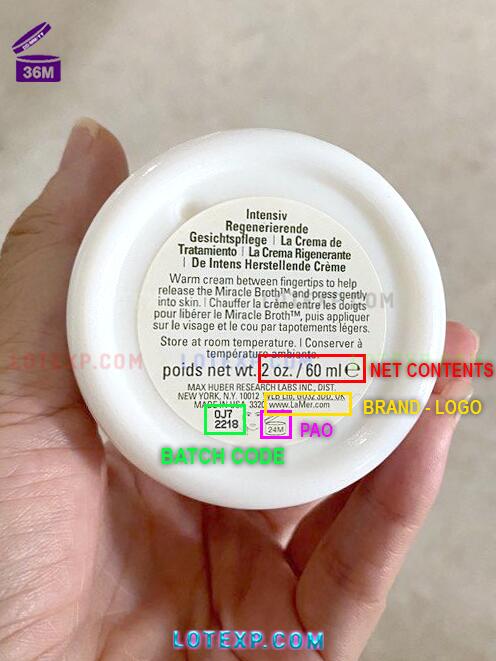 36M
Intensiv
Regenerierende
Gesichtspflege | La Crema de
Tratamiento | La Crema Rigenerante
| De Intens Herstellende Crème
Warm cream between fingertips to help
release the Miracle Broth™ and press gently
into skin. | Chauffer la crème entre les doigts
pour libérer le Miracle Broth™, puis appliquer
sur le visage et le cou par tapotements légers.
Store at room temperature. | Conserver à
température ambiante.
poids net wt. 2 oz. / 60 ml ℮ NET CONTENTS
MAX HUBER RESEARCH LABS INC., DIST.
NEW YORK, N.Y. 10012
MADE IN USA www.LaMer.com BRAND - LOGO
0J7
2218
24M PAO
BATCH CODE
LOTEXP.COM